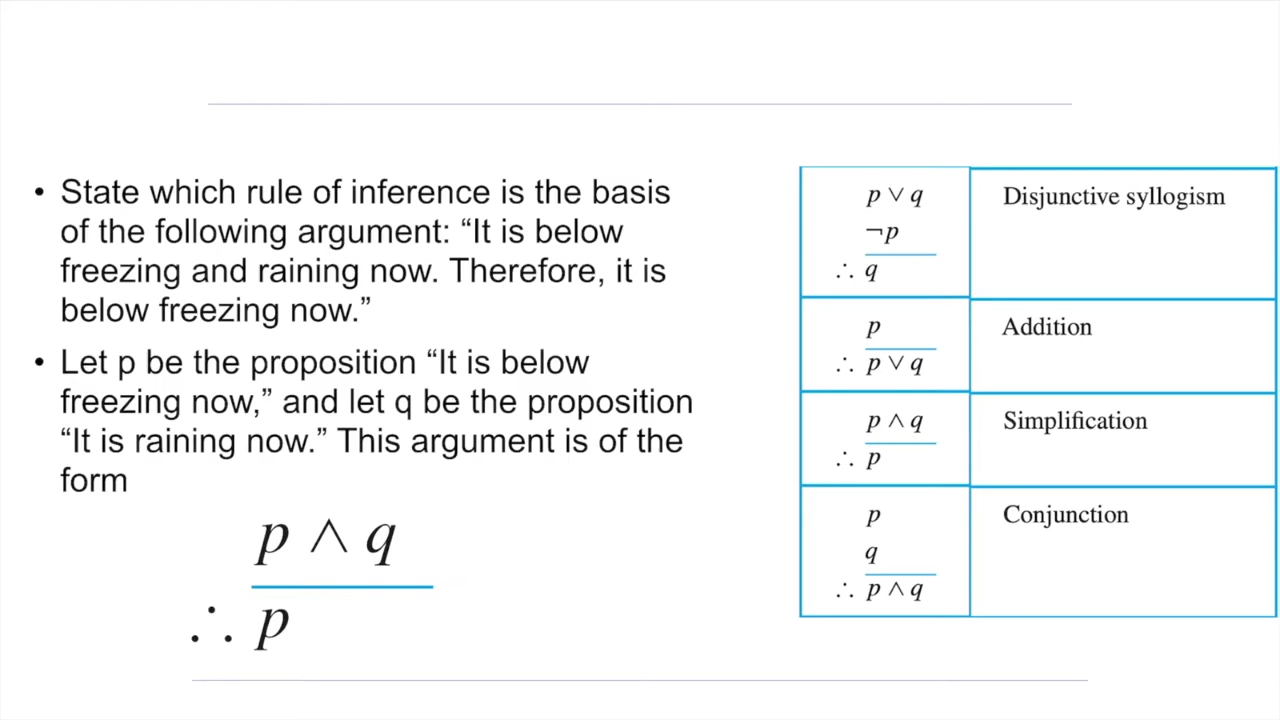 • State which rule of inference is the basis
of the following argument: “It is below
freezing and raining now. Therefore, it is
below freezing now.”
• Let p be the proposition “It is below
freezing now,” and let q be the proposition
“It is raining now.” This argument is of the
form
p ∧ q
∴ p
p ∨ q Disjunctive syllogism
¬p
∴ q
p Addition
∴ p ∨ q
p ∧ q Simplification
∴ p
p Conjunction
q
∴ p ∧ q